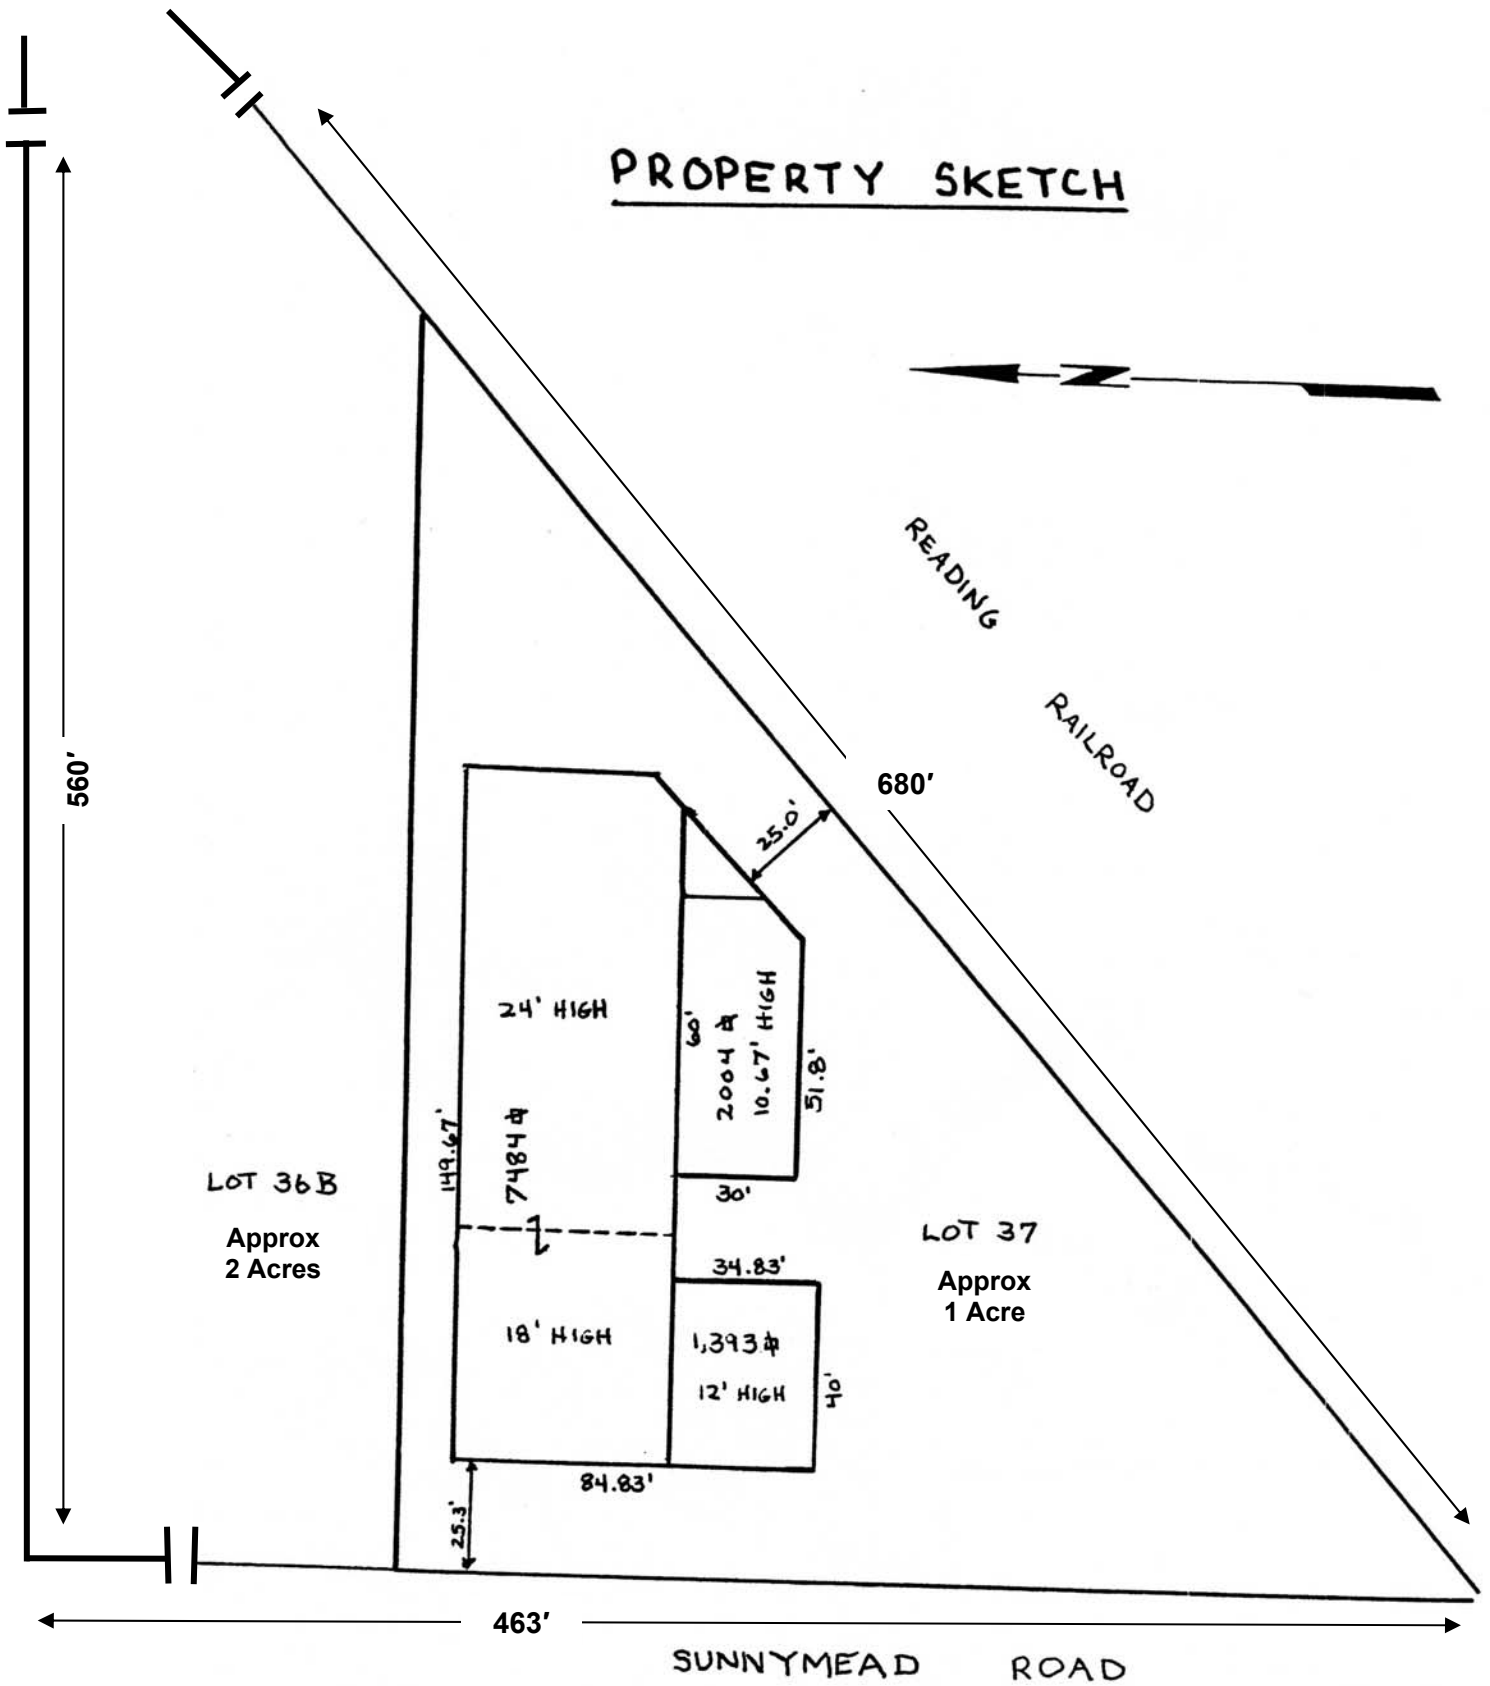 PROPERTY SKETCH
N
READING
RAILROAD
680'
560'
25.0'
24' HIGH
60'
2004
10.67' HIGH
51.8'
149.67'
7484
30'
LOT 36B
Approx
2 Acres
LOT 37
Approx
1 Acre
34.83'
18' HIGH
1,393
12' HIGH
40'
84.83'
25.3'
463'
SUNNYMEAD ROAD